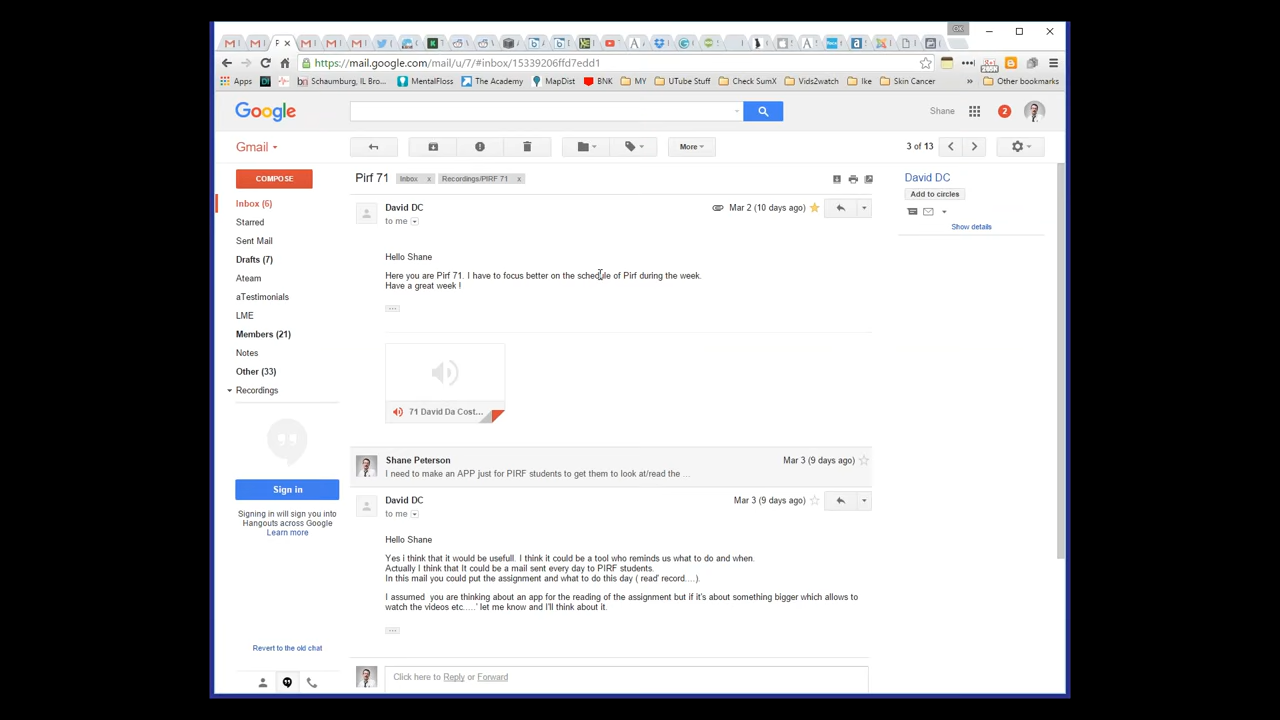 OK
P
https://mail.google.com/mail/u/7/#inbox/15339206ffd7edd1
Apps
Schaumburg, IL Bro...
MentalFloss
The Academy
MapDist
BNK
MY
UTube Stuff
Check SumX
Vids2watch
Ike
Skin Cancer
»
Other bookmarks
Google
Shane
2
Gmail
More
3 of 13
COMPOSE
Pirf 71
Inbox x
Recordings/PIRF 71 x
David DC
Add to circles
Show details
Inbox (6)
Starred
Sent Mail
Drafts (7)
Ateam
aTestimonials
LME
Members (21)
Notes
Other (33)
Recordings
Sign in
Signing in will sign you into
Hangouts across Google
Learn more
Revert to the old chat
David DC
Mar 2 (10 days ago)
to me
Hello Shane
Here you are Pirf 71. I have to focus better on the schedule of Pirf during the week.
Have a great week !
71 David Da Cost...
Shane Peterson
Mar 3 (9 days ago)
I need to make an APP just for PIRF students to get them to look at/read the ...
David DC
Mar 3 (9 days ago)
to me
Hello Shane
Yes i think that it would be usefull. I think it could be a tool who reminds us what to do and when.
Actually I think that It could be a mail sent every day to PIRF students.
In this mail you could put the assignment and what to do this day ( read' record....).
I assumed you are thinking about an app for the reading of the assignment but if it's about something bigger which allows to
watch the videos etc.....' let me know and I'll think about it.
Click here to Reply or Forward